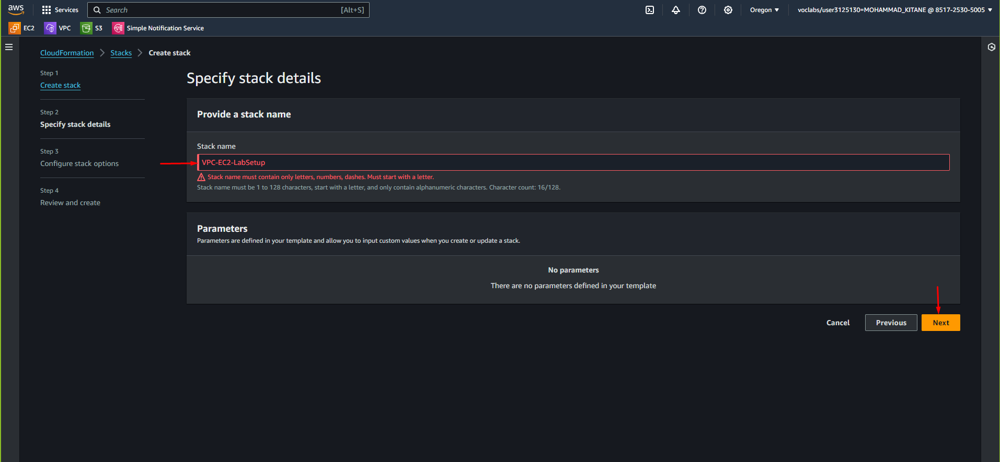 aws
Services
Search
[Alt+S]
Oregon
voclabs/user3125130=MOHAMMAD_KITANE @ 8517-2530-5005
EC2
VPC
S3
Simple Notification Service
CloudFormation
Stacks
Create stack
Step 1
Create stack
Step 2
Specify stack details
Step 3
Configure stack options
Step 4
Review and create
Specify stack details
Provide a stack name
Stack name
VPC-EC2-LabSetup
Stack name must contain only letters, numbers, dashes. Must start with a letter.
Stack name must be 1 to 128 characters, start with a letter, and only contain alphanumeric characters. Character count: 16/128.
Parameters
Parameters are defined in your template and allow you to input custom values when you create or update a stack.
No parameters
There are no parameters defined in your template
Cancel
Previous
Next